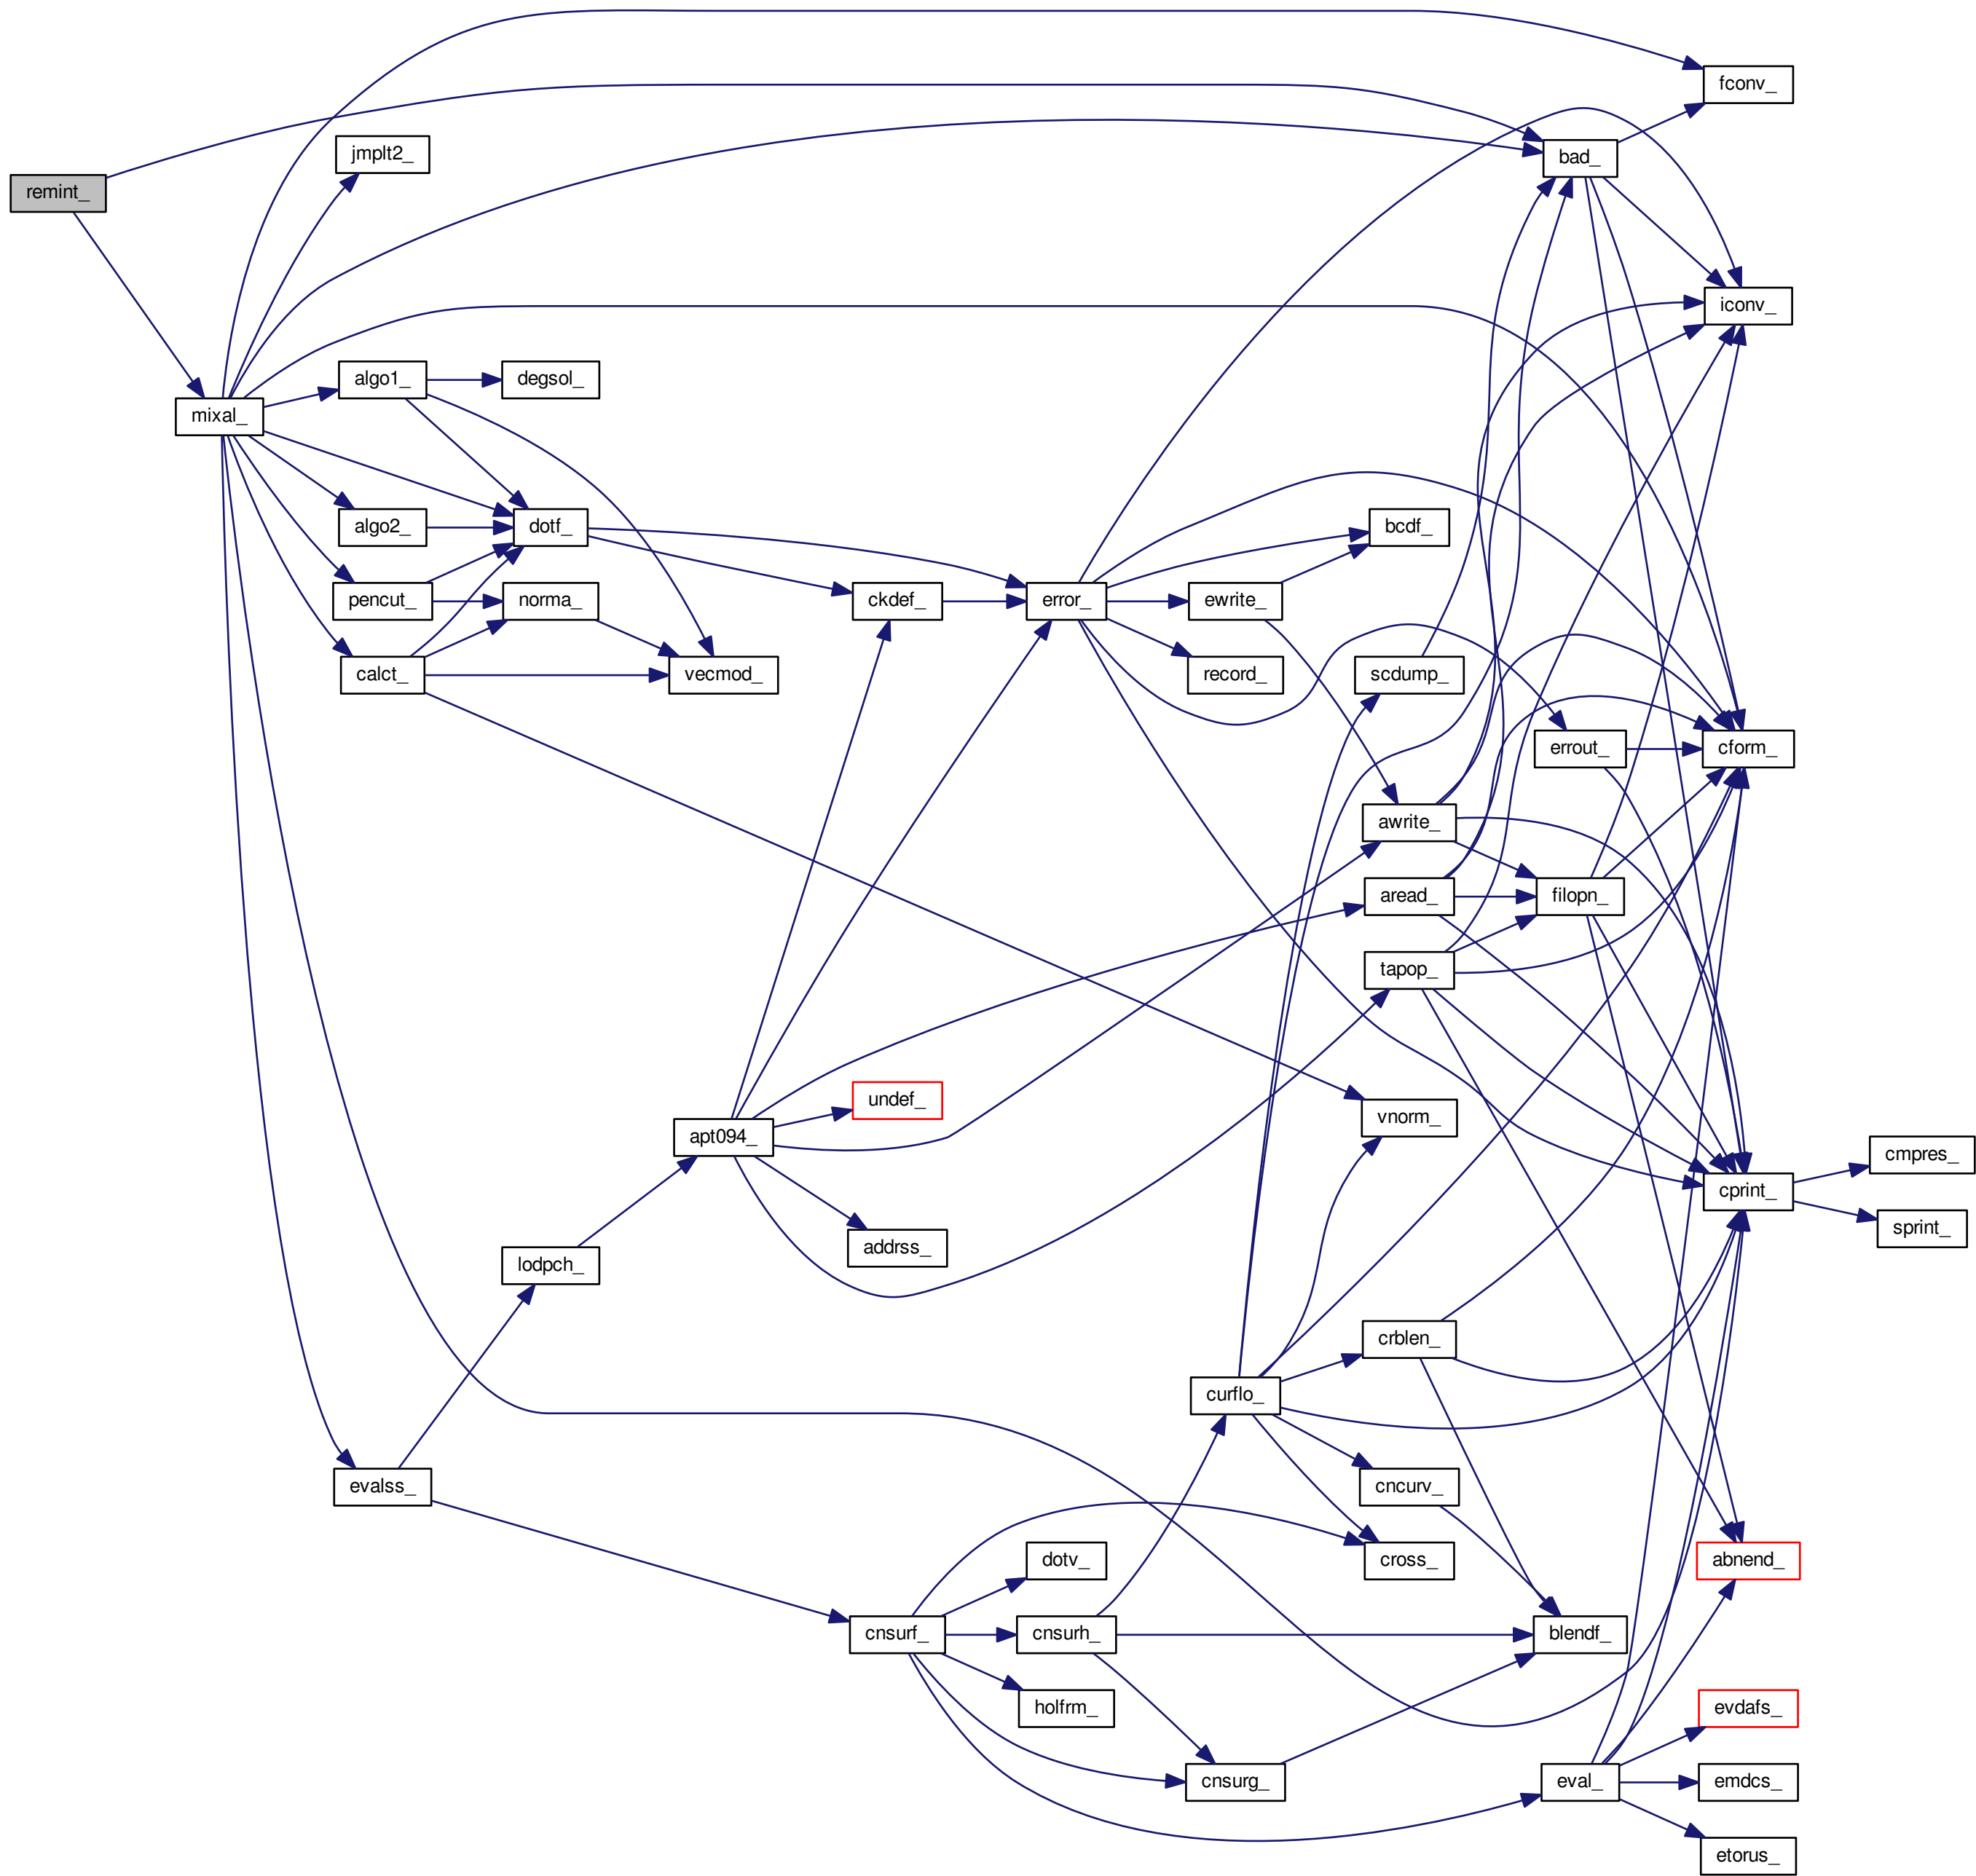 fconv_
jmplt2_
bad_
remint_
iconv_
algo1_
degsol_
mixal_
algo2_
dotf_
bcdf_
pencut_
norma_
ckdef_
error_
ewrite_
calct_
vecmod_
record_
scdump_
errout_
cform_
awrite_
aread_
filopn_
tapop_
undef_
apt094_
vnorm_
cmpres_
cprint_
sprint_
addrss_
lodpch_
crblen_
curflo_
evalss_
cncurv_
dotv_
cross_
abnend_
cnsurf_
cnsurh_
blendf_
holfrm_
evdafs_
cnsurg_
eval_
emdcs_
etorus_